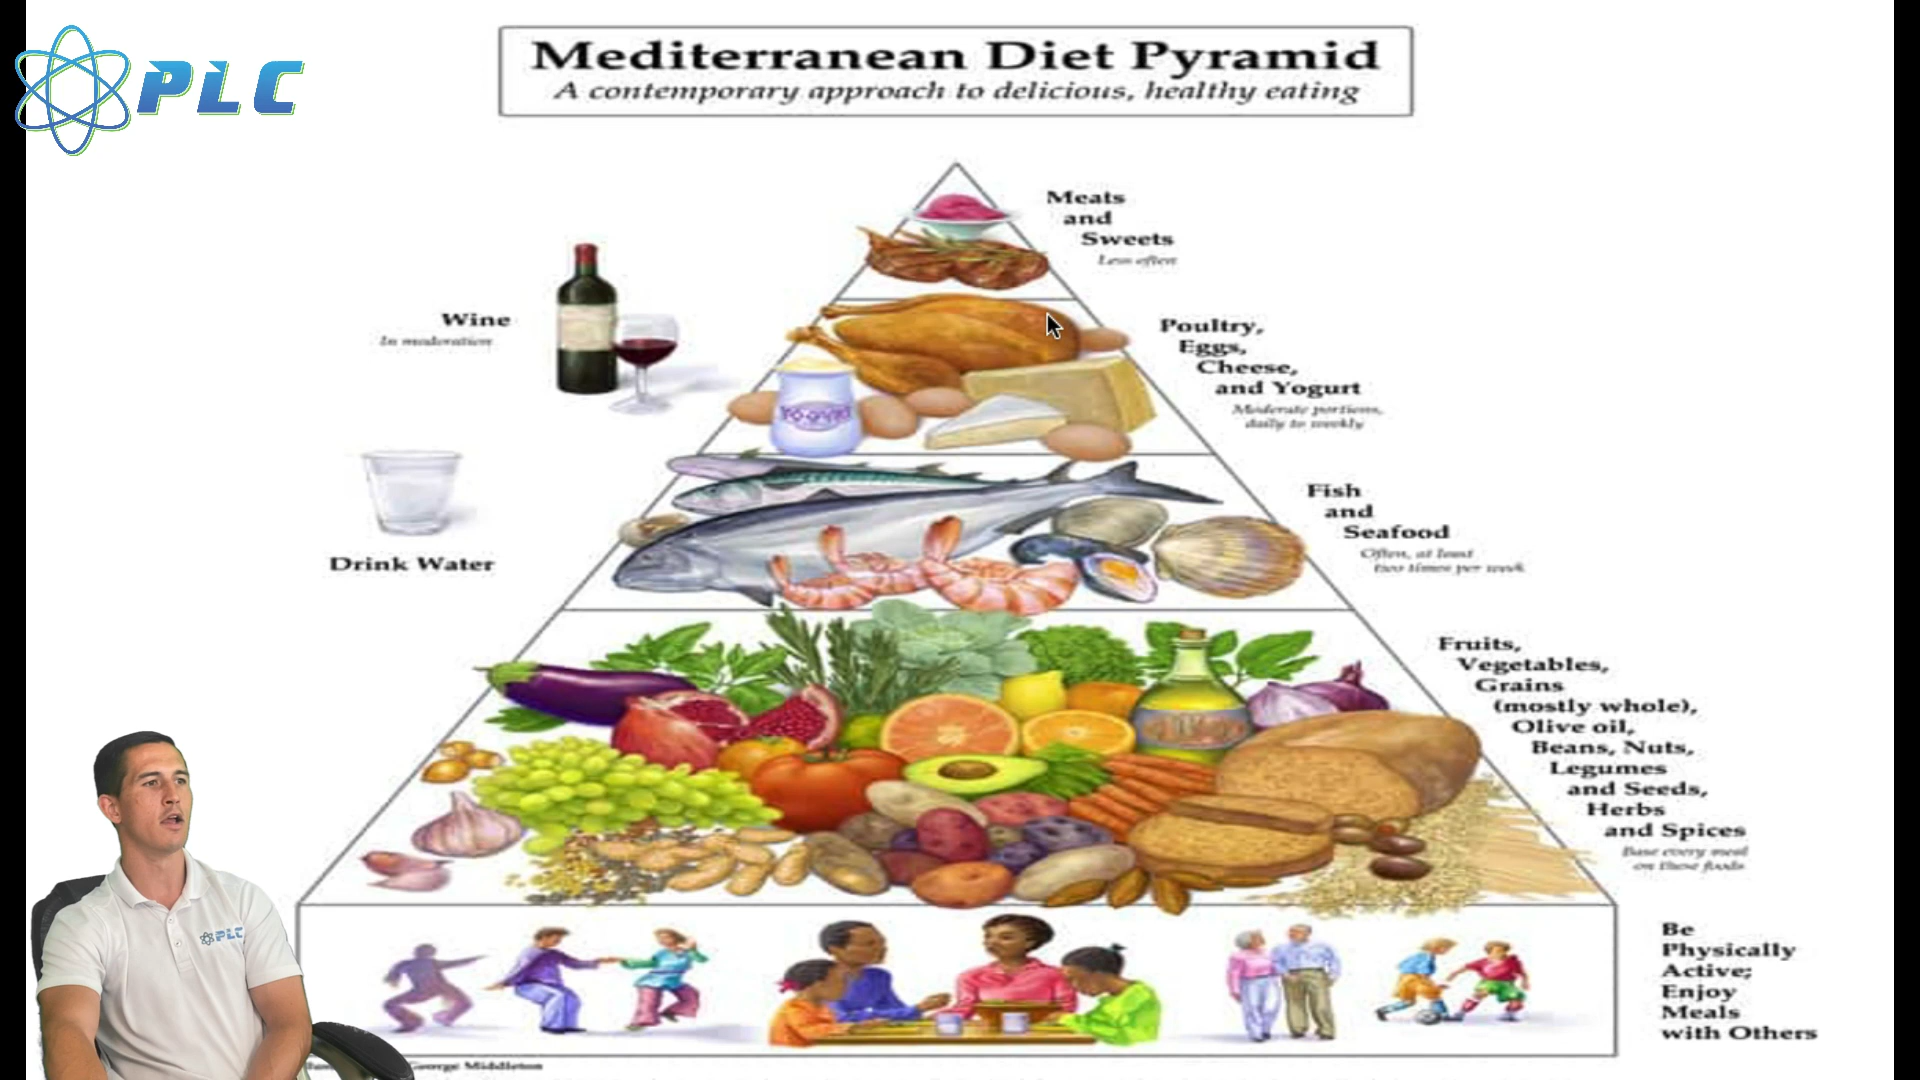 PLC
Mediterranean Diet Pyramid
A contemporary approach to delicious, healthy eating
Meats
and
Sweets
Less often
Wine
In moderation
Poultry,
Eggs,
Cheese,
and Yogurt
Moderate portions,
daily to weekly
YOGURT
Fish
and
Seafood
Often, at least
two times per week
Drink Water
Fruits,
Vegetables,
Grains
(mostly whole),
Olive oil,
Beans, Nuts,
Legumes
and Seeds,
Herbs
and Spices
Base every meal
on these foods
PLC
Be
Physically
Active;
Enjoy
Meals
with Others
George Middleton